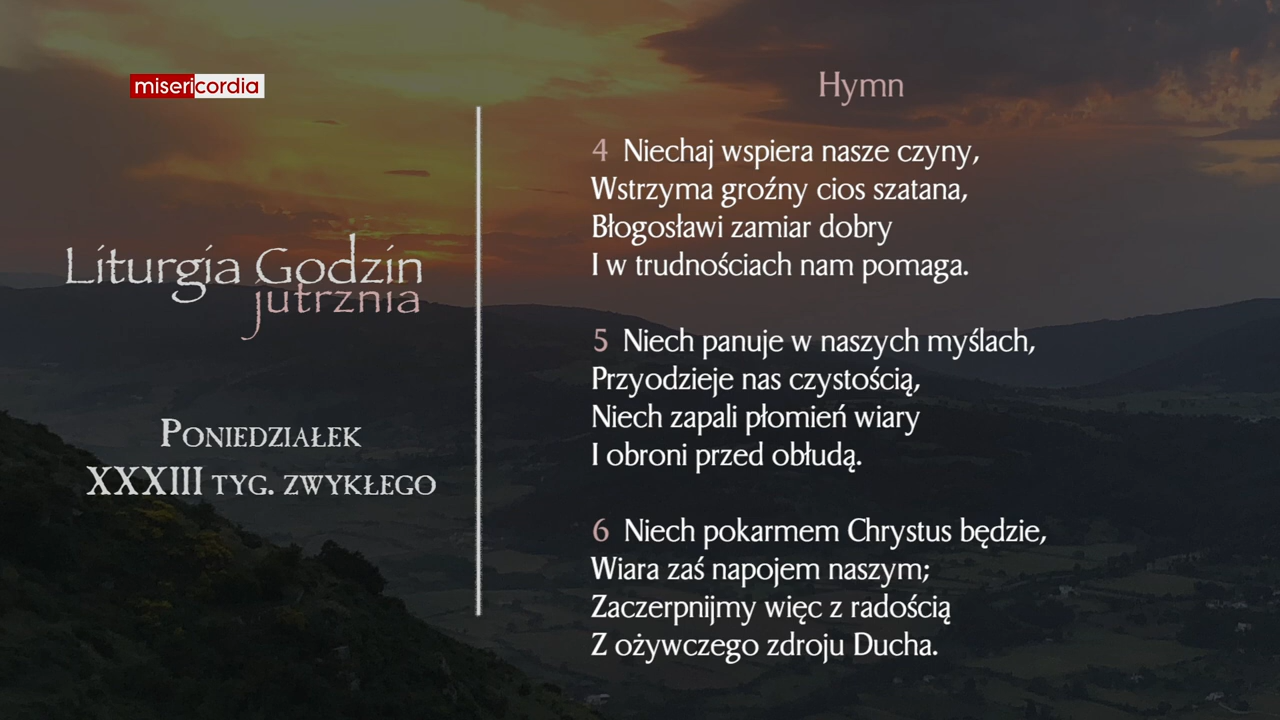 misericordia
Liturgia Godzin
jutrznia
Poniedziałek
XXXIII tyg. zwykłego
Hymn
4 Niechaj wspiera nasze czyny,
Wstrzyma groźny cios szatana,
Błogosławi zamiar dobry
I w trudnościach nam pomaga.
5 Niech panuje w naszych myślach,
Przyodzieje nas czystością,
Niech zapali płomień wiary
I obroni przed obłudą.
6 Niech pokarmem Chrystus będzie,
Wiara zaś napojem naszym;
Zaczerpnijmy więc z radością
Z ożywczego zdroju Ducha.